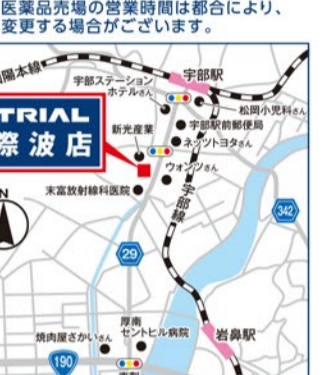 医薬品売場の営業時間は都合により、
変更する場合がございます。
陽本線
宇部駅
宇部ステーション
ホテルさん
松岡小児科さん
TRIAL
際波店
新光産業
宇部駅前郵便局
ネッツトヨタさん
ウォンツさん
末富放射線科医院
宇部線
N
342
29
岩鼻駅
焼肉屋ざかいさん
厚南
セントヒル病院
190